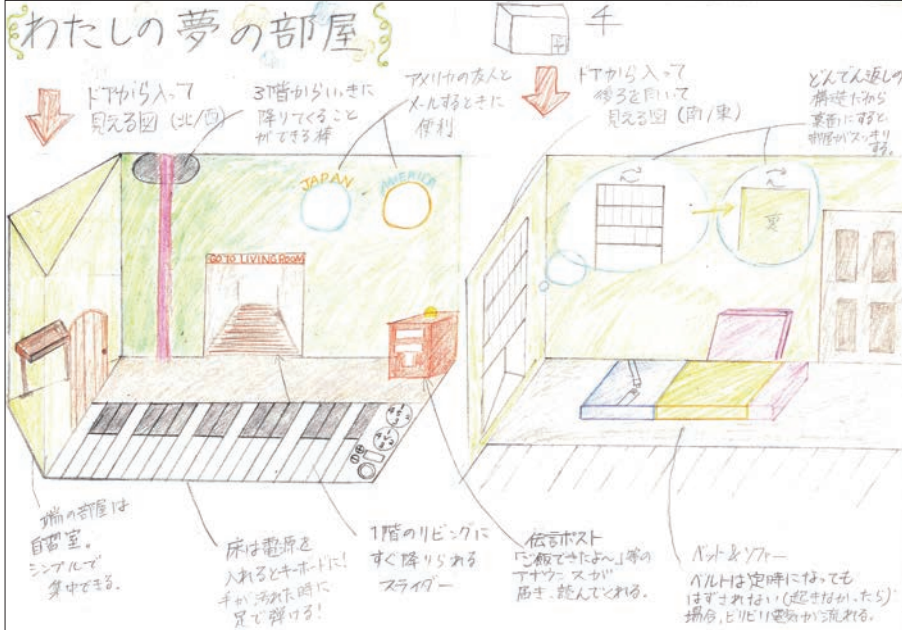 わたしの夢の部屋
ドアから入って
見える図(北/西)
3階からいっきに
降りてくること
ができる棒
アメリカの友人と
メールするときに
便利
ドアから入って
後ろをむいて
見える図(南/東)
どんでん返しの
構造だから
裏面にすると
部屋がスッキリ
する。
JAPAN
AMERICA
GO TO LIVING ROOM
裏
端の部屋は
自習室。
シンプルで
集中できる。
床は電源を
入れるとキーボードに!
手が汚れた時に
足で弾ける!
1階のリビングに
すぐ降りられる
スライダー
伝言ポスト
「ご飯できたよ~」等の
アナウンスが
届き、読んでくれる。
ベット&ソファー
ベルトは定時になっても
はずされない(起きなかったら)
場合、ビリビリ電気が流れる。